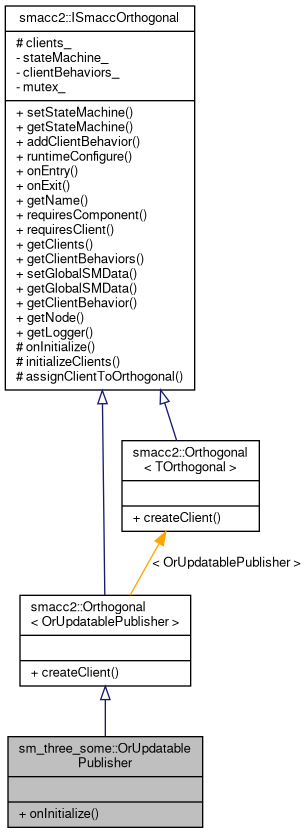 smacc2::ISmaccOrthogonal
# clients_
- stateMachine_
- clientBehaviors_
- mutex_
+ setStateMachine()
+ getStateMachine()
+ addClientBehavior()
+ runtimeConfigure()
+ onEntry()
+ onExit()
+ getName()
+ requiresComponent()
+ requiresClient()
+ getClients()
+ getClientBehaviors()
+ setGlobalSMData()
+ getGlobalSMData()
+ getClientBehavior()
+ getNode()
+ getLogger()
# onInitialize()
# initializeClients()
# assignClientToOrthogonal()
smacc2::Orthogonal
< TOrthogonal >
+ createClient()
< OrUpdatablePublisher >
smacc2::Orthogonal
< OrUpdatablePublisher >
+ createClient()
sm_three_some::OrUpdatable
Publisher
+ onInitialize()